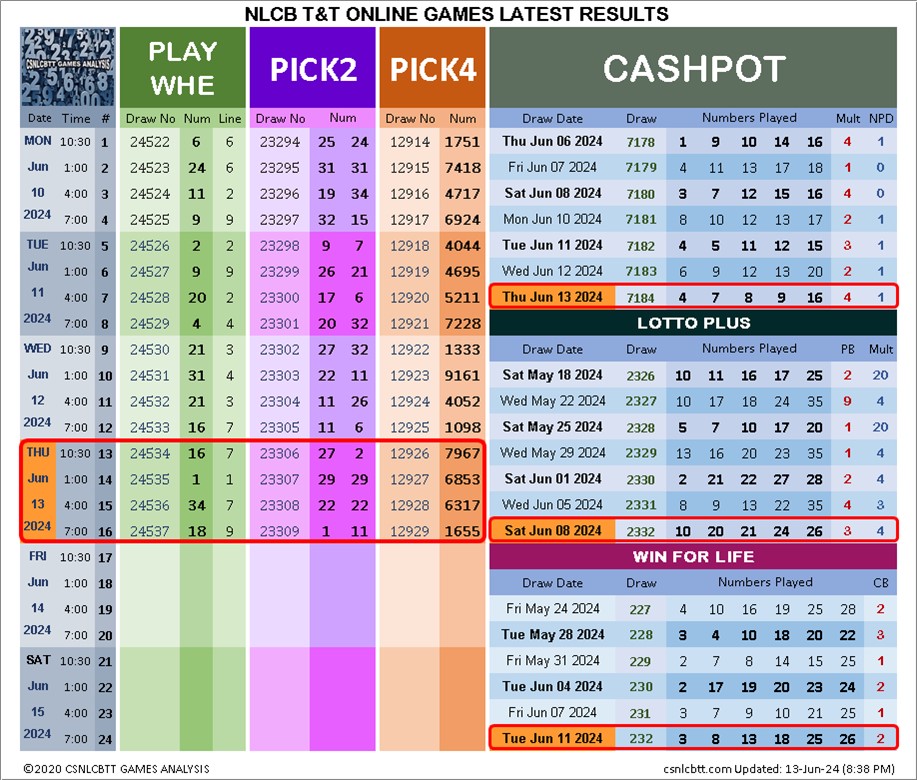 NLCB T&T ONLINE GAMES LATEST RESULTS
CSNLCBTT GAMES ANALYSIS
PLAY WHE PICK2 PICK4 CASHPOT
Date Time # Draw No Num Line Draw No Num Draw No Num Draw Date Draw Numbers Played Mult NPD
MON 10:30 1 24522 6 6 23294 25 24 12914 1751 Thu Jun 06 2024 7178 1 9 10 14 16 4 1
Jun 1:00 2 24523 24 6 23295 31 31 12915 7418 Fri Jun 07 2024 7179 4 11 13 17 18 1 0
10 4:00 3 24524 11 2 23296 19 34 12916 4717 Sat Jun 08 2024 7180 3 7 12 15 16 4 0
2024 7:00 4 24525 9 9 23297 32 15 12917 6924 Mon Jun 10 2024 7181 8 10 12 13 17 2 1
TUE 10:30 5 24526 2 2 23298 9 7 12918 4044 Tue Jun 11 2024 7182 4 5 11 12 15 3 1
Jun 1:00 6 24527 9 9 23299 26 21 12919 4695 Wed Jun 12 2024 7183 6 9 12 13 20 2 1
11 4:00 7 24528 20 2 23300 17 6 12920 5211 Thu Jun 13 2024 7184 4 7 8 9 16 4 1
2024 7:00 8 24529 4 4 23301 20 32 12921 7228 LOTTO PLUS
WED 10:30 9 24530 21 3 23302 27 32 12922 1333 Draw Date Draw Numbers Played PB Mult
Jun 1:00 10 24531 31 4 23303 22 11 12923 9161 Sat May 18 2024 2326 10 11 16 17 25 2 20
12 4:00 11 24532 21 3 23304 11 26 12924 4052 Wed May 22 2024 2327 10 17 18 24 35 9 4
2024 7:00 12 24533 16 7 23305 11 6 12925 1098 Sat May 25 2024 2328 5 7 10 17 20 1 20
THU 10:30 13 24534 16 7 23306 27 2 12926 7967 Wed May 29 2024 2329 13 16 20 23 35 1 4
Jun 1:00 14 24535 1 1 23307 29 29 12927 6853 Sat Jun 01 2024 2330 2 21 22 27 28 2 4
13 4:00 15 24536 34 7 23308 22 22 12928 6317 Wed Jun 05 2024 2331 8 9 13 22 35 4 3
2024 7:00 16 24537 18 9 23309 1 11 12929 1655 Sat Jun 08 2024 2332 10 20 21 24 26 3 4
FRI 10:30 17 WIN FOR LIFE
Jun 1:00 18 Draw Date Draw Numbers Played CB
14 4:00 19 Fri May 24 2024 227 4 10 16 19 25 28 2
2024 7:00 20 Tue May 28 2024 228 3 4 10 18 20 22 3
SAT 10:30 21 Fri May 31 2024 229 2 7 8 14 15 25 1
Jun 1:00 22 Tue Jun 04 2024 230 2 17 19 20 23 24 2
15 4:00 23 Fri Jun 07 2024 231 3 7 9 10 21 25 1
2024 7:00 24 Tue Jun 11 2024 232 3 8 13 18 25 26 2
©2020 CSNLCBTT GAMES ANALYSIS csnlcbtt.com Updated: 13-Jun-24 (8:38 PM)